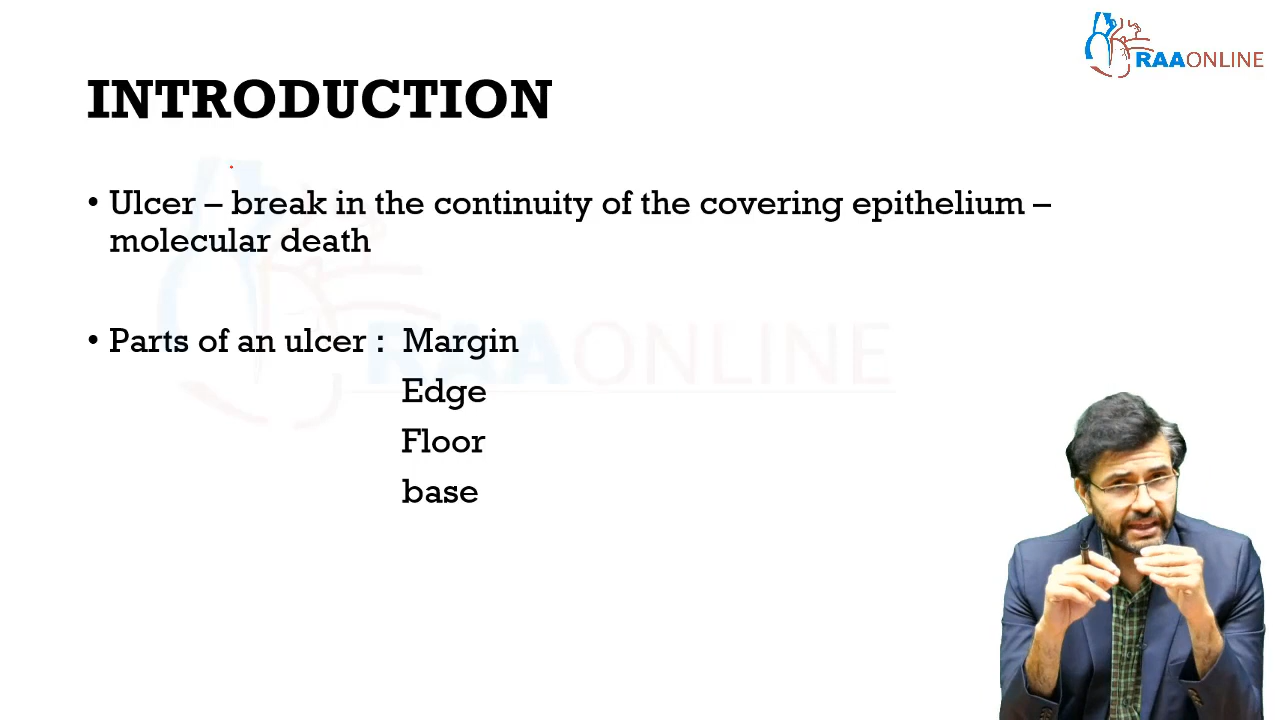 RAAONLINE
INTRODUCTION
• Ulcer – break in the continuity of the covering epithelium –
molecular death
• Parts of an ulcer : Margin
Edge
Floor
base
RAAONLINE